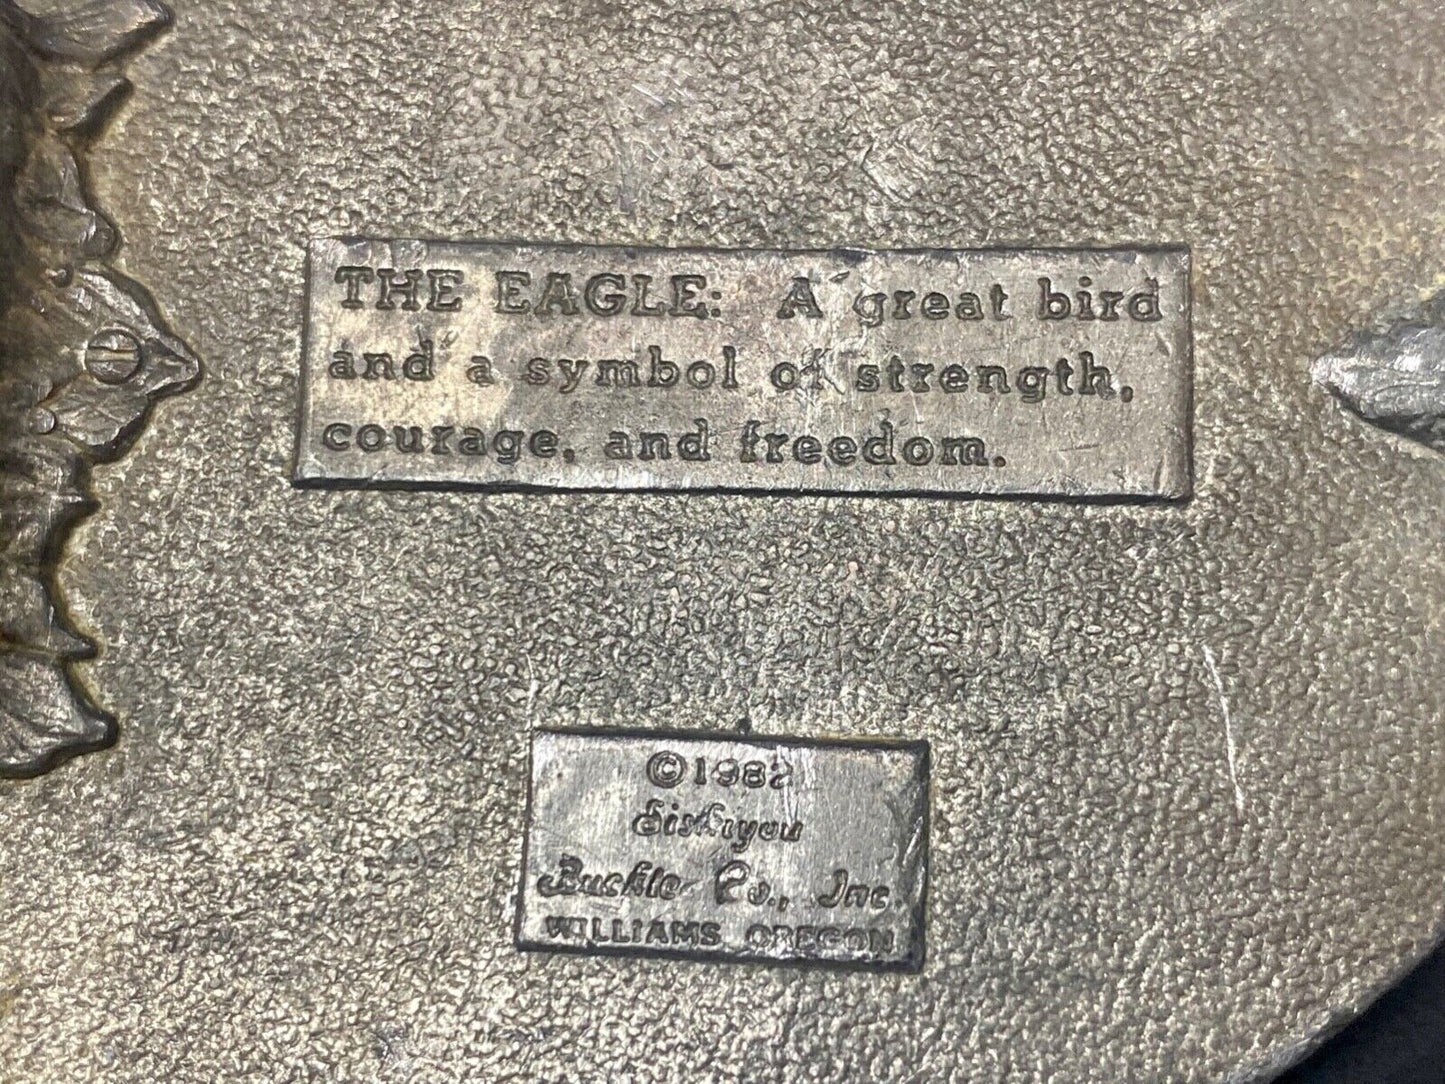 THE EAGLE: A great bird
and a symbol of strength,
courage, and freedom.
©1982
Siskiyou
Buckle Co., Inc.
WILLIAMS OREGON